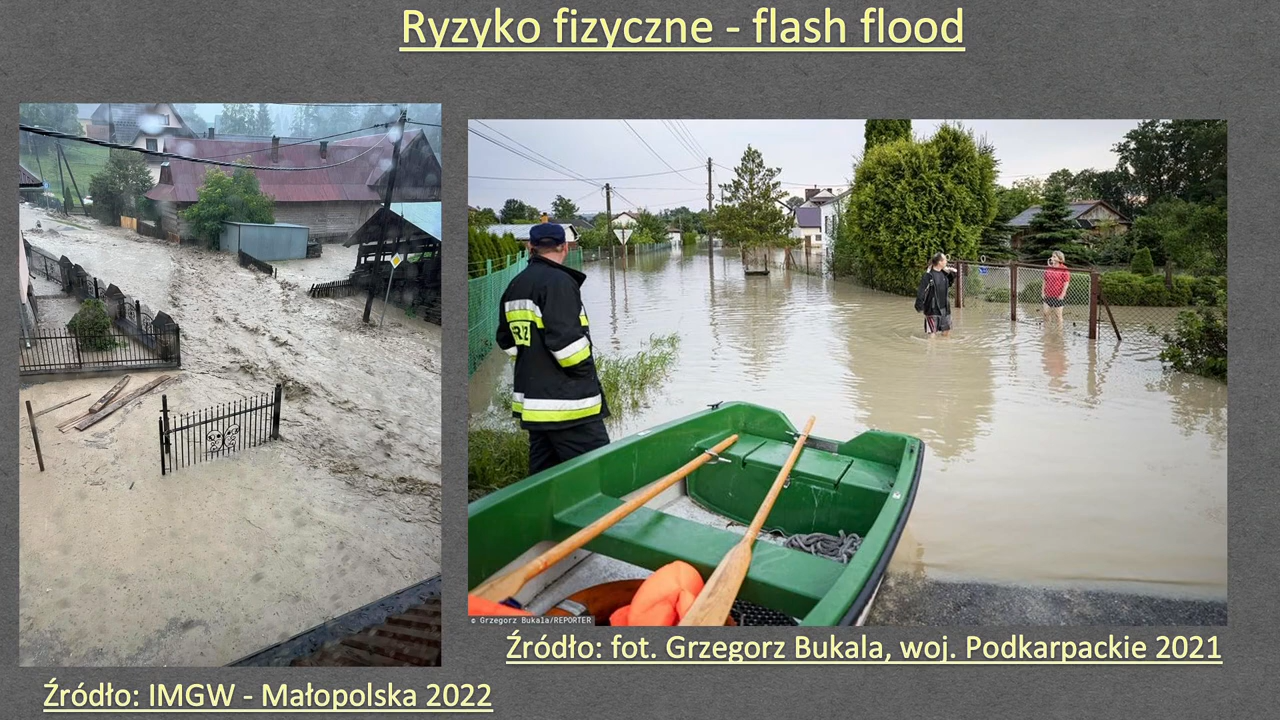 Ryzyko fizyczne - flash flood
© Grzegorz Bukala/REPORTER
Źródło: fot. Grzegorz Bukala, woj. Podkarpackie 2021
Źródło: IMGW - Małopolska 2022